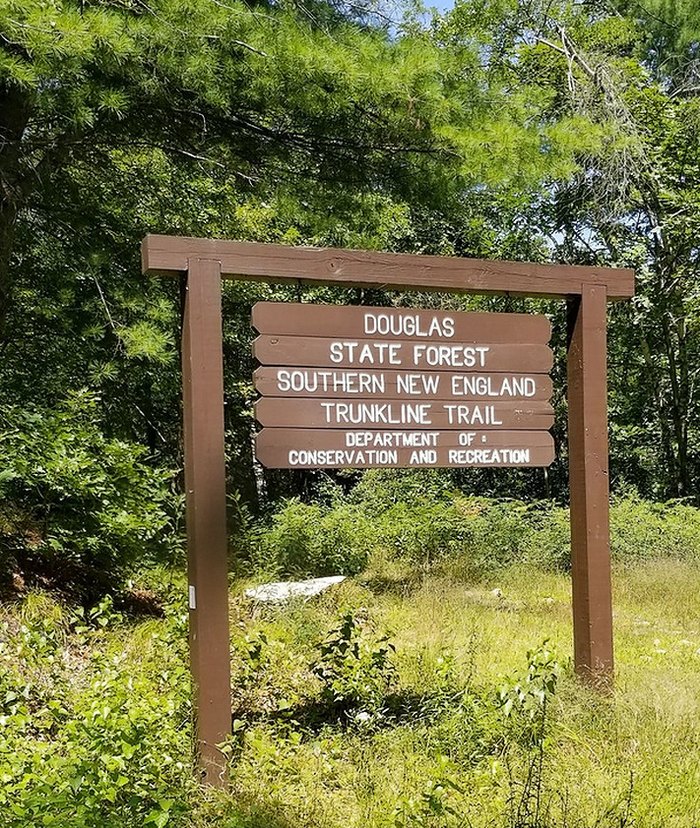 DOUGLAS
STATE FOREST
SOUTHERN NEW ENGLAND
TRUNKLINE TRAIL
DEPARTMENT OF
CONSERVATION AND RECREATION